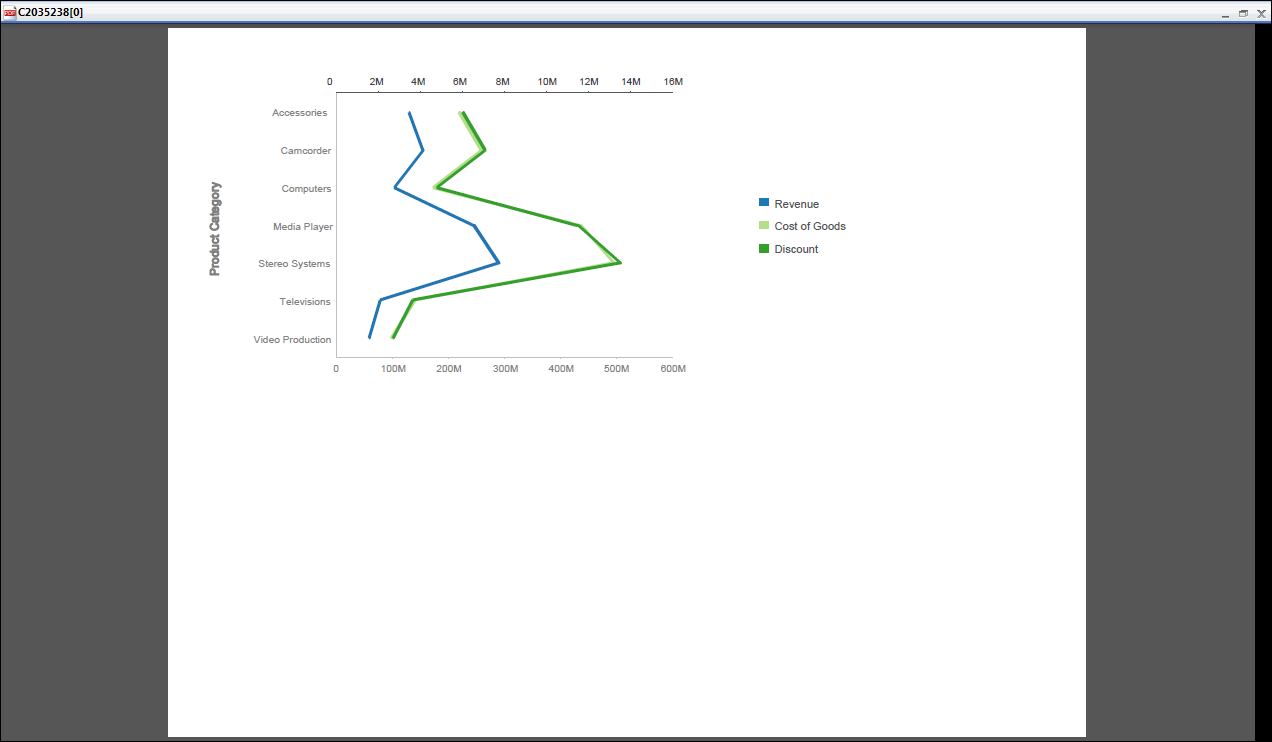 C2035238[0]
0 2M 4M 6M 8M 10M 12M 14M 16M
Product Category
Accessories
Camcorder
Computers
Media Player
Stereo Systems
Televisions
Video Production
0 100M 200M 300M 400M 500M 600M
Revenue
Cost of Goods
Discount